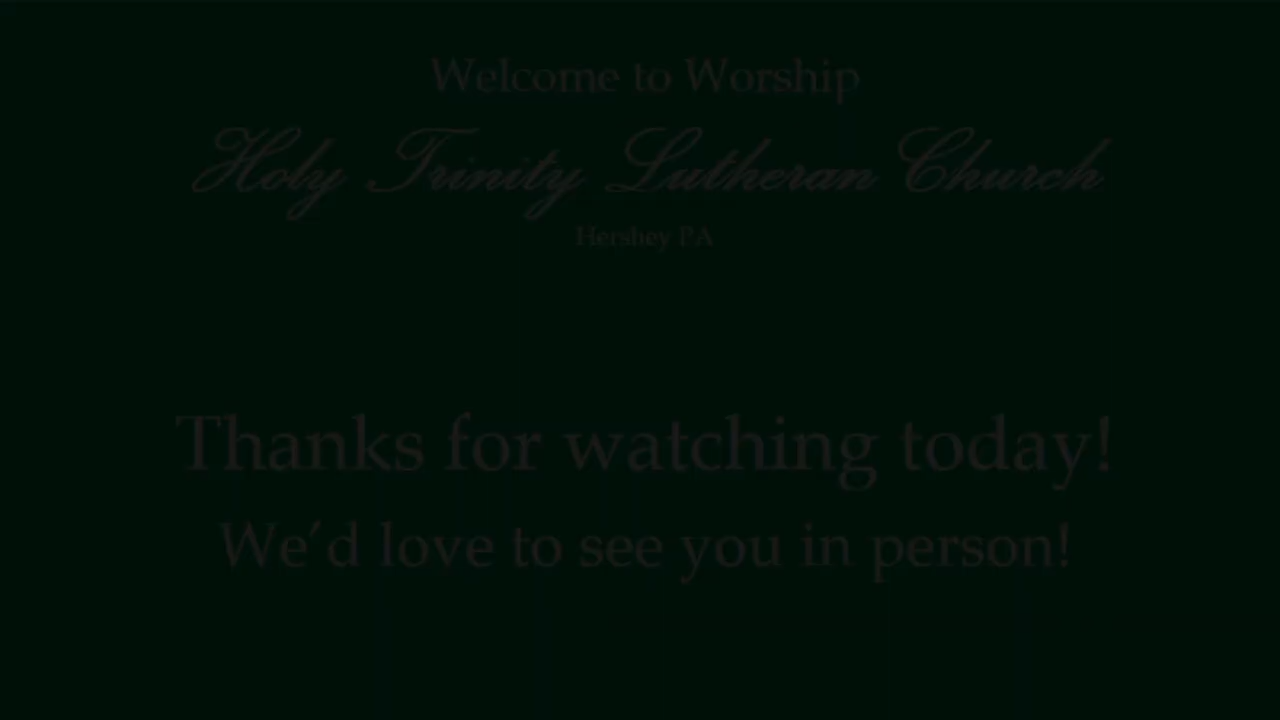 Welcome to Worship
Holy Trinity Lutheran Church
Hershey PA
Thanks for watching today!
We'd love to see you in person!